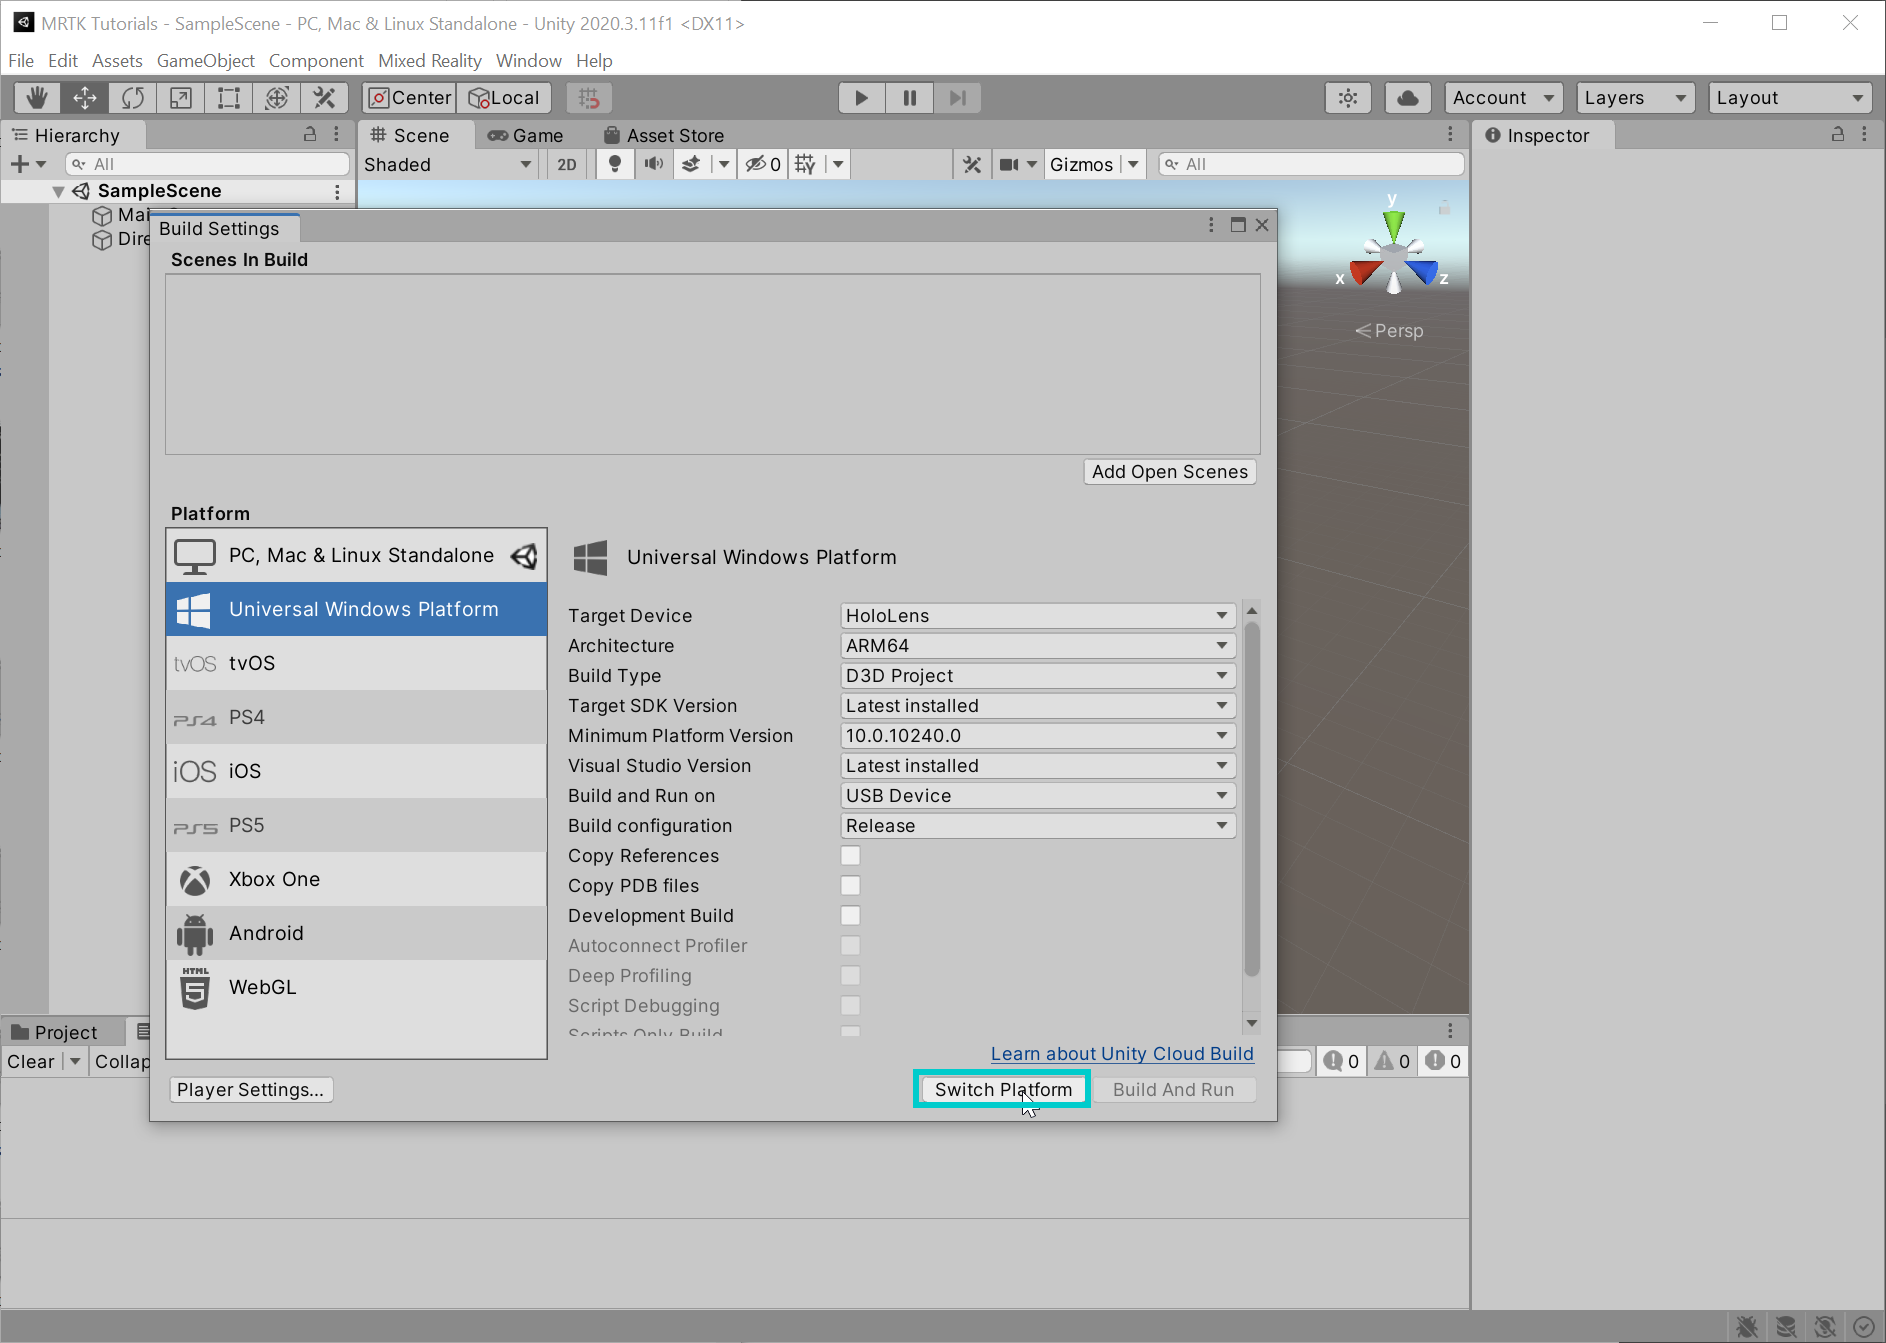 MRTK Tutorials - SampleScene - PC, Mac & Linux Standalone - Unity 2020.3.11f1 <DX11>
File Edit Assets GameObject Component Mixed Reality Window Help
Center Local Account Layers Layout
Hierarchy Scene Game Asset Store Inspector
All Shaded 2D 0 Gizmos All
SampleScene
y
x z
Persp
Build Settings
Scenes In Build
Add Open Scenes
Platform
PC, Mac & Linux Standalone
Universal Windows Platform
tvOS tvOS
PS4 PS4
iOS iOS
PS5 PS5
Xbox One
Android
HTML 5 WebGL
Universal Windows Platform
Target Device HoloLens
Architecture ARM64
Build Type D3D Project
Target SDK Version Latest installed
Minimum Platform Version 10.0.10240.0
Visual Studio Version Latest installed
Build and Run on USB Device
Build configuration Release
Copy References
Copy PDB files
Development Build
Autoconnect Profiler
Deep Profiling
Script Debugging
Scripts Only Build
Learn about Unity Cloud Build
Player Settings... Switch Platform Build And Run
Project
Clear Collap 0 0 0